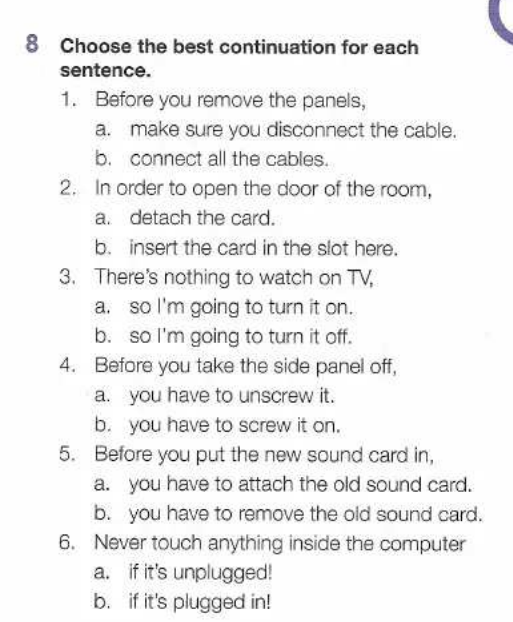 8 Choose the best continuation for each
sentence.
1. Before you remove the panels,
a. make sure you disconnect the cable.
b. connect all the cables.
2. In order to open the door of the room,
a. detach the card.
b. insert the card in the slot here.
3. There's nothing to watch on TV,
a. so I'm going to turn it on.
b. so I'm going to turn it off.
4. Before you take the side panel off,
a. you have to unscrew it.
b. you have to screw it on.
5. Before you put the new sound card in,
a. you have to attach the old sound card.
b. you have to remove the old sound card.
6. Never touch anything inside the computer
a. if it's unplugged!
b. if it's plugged in!